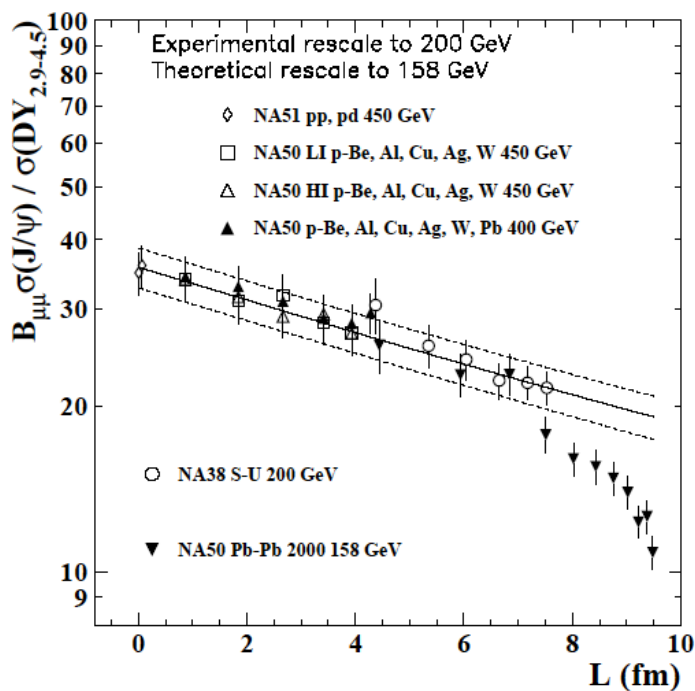 Experimental rescale to 200 GeV
Theoretical rescale to 158 GeV
NA51 pp, pd 450 GeV
NA50 LI p-Be, Al, Cu, Ag, W 450 GeV
NA50 HI p-Be, Al, Cu, Ag, W 450 GeV
NA50 p-Be, Al, Cu, Ag, W, Pb 400 GeV
NA38 S-U 200 GeV
NA50 Pb-Pb 2000 158 GeV
B_μμ σ(J/ψ) / σ(DY_2.9-4.5)
100
90
80
70
60
50
40
30
20
10
9
0 2 4 6 8 10
L (fm)